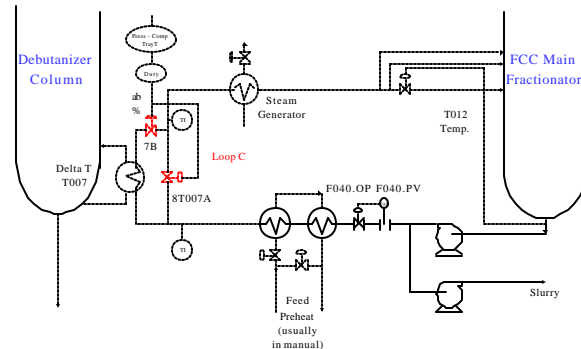 Press - Comp
TrayT
Debutanizer
Column
FCC Main
Fractionator
Duty
ab
%
Steam
Generator
T012
Temp.
TI
7B
Loop C
Delta T
T007
8T007A
F040.OP F040.PV
TI
Slurry
Feed
Preheat
(usually
in manual)